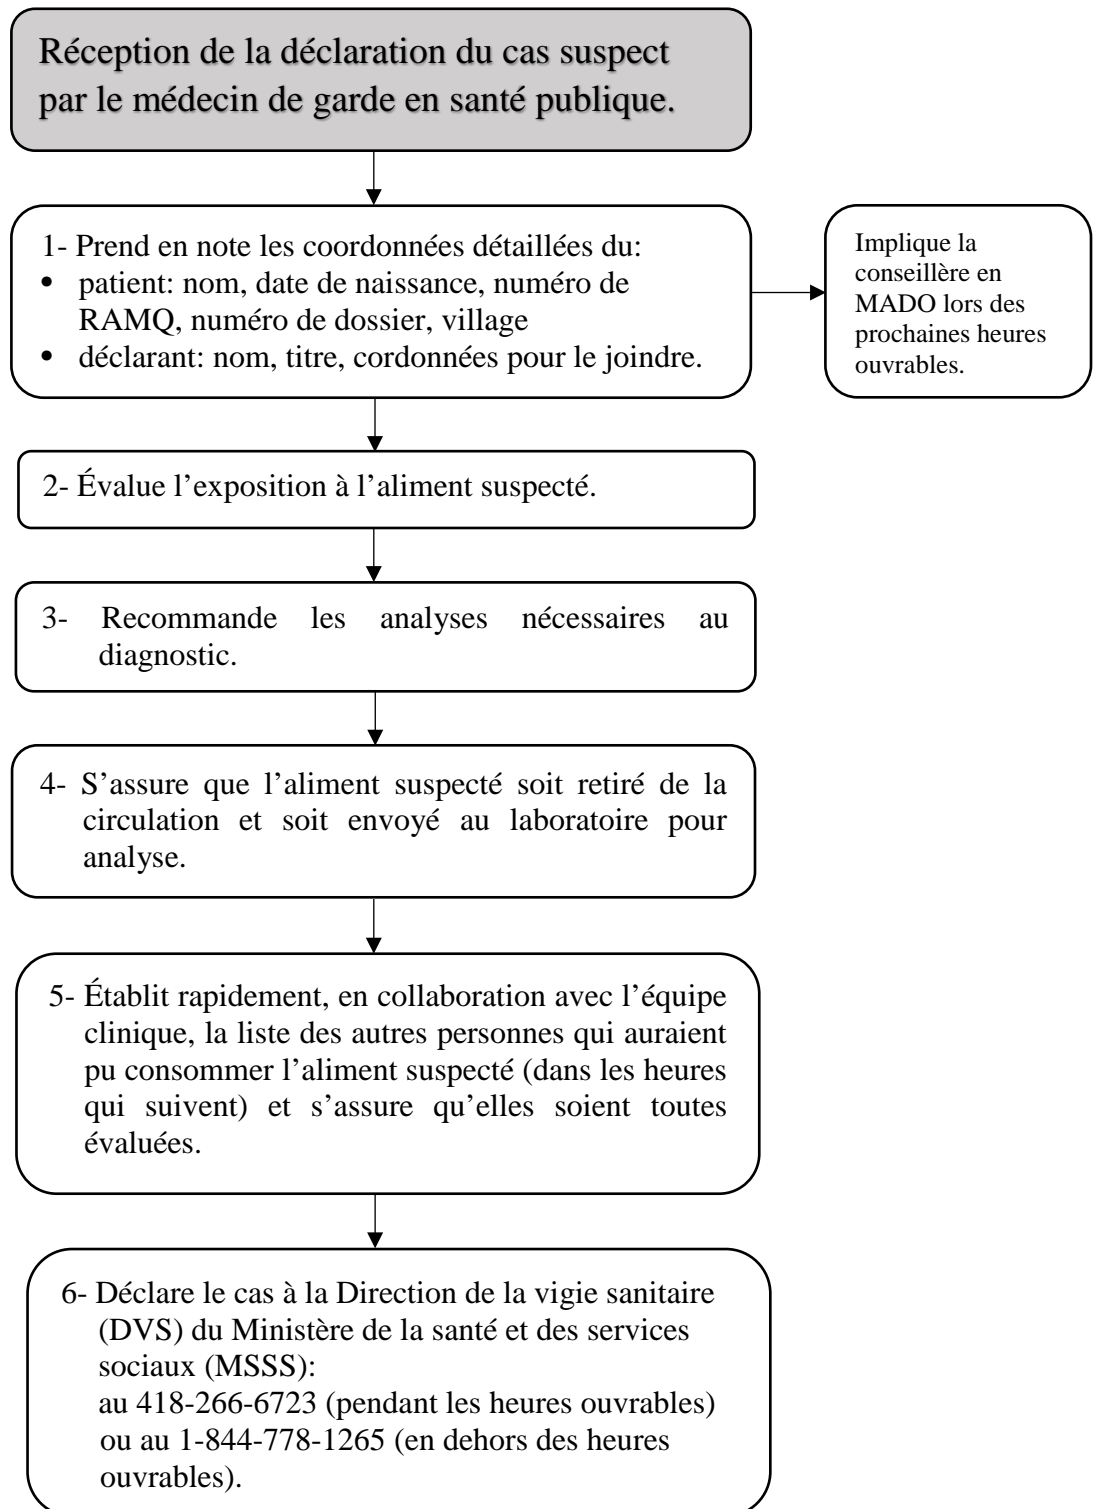 Réception de la déclaration du cas suspect
par le médecin de garde en santé publique.
1- Prend en note les coordonnées détaillées du:
• patient: nom, date de naissance, numéro de
RAMQ, numéro de dossier, village
• déclarant: nom, titre, cordonnées pour le joindre.
Implique la
conseillère en
MADO lors des
prochaines heures
ouvrables.
2- Évalue l’exposition à l’aliment suspecté.
3- Recommande les analyses nécessaires au
diagnostic.
4- S’assure que l’aliment suspecté soit retiré de la
circulation et soit envoyé au laboratoire pour
analyse.
5- Établit rapidement, en collaboration avec l’équipe
clinique, la liste des autres personnes qui auraient
pu consommer l’aliment suspecté (dans les heures
qui suivent) et s’assure qu’elles soient toutes
évaluées.
6- Déclare le cas à la Direction de la vigie sanitaire
(DVS) du Ministère de la santé et des services
sociaux (MSSS):
au 418-266-6723 (pendant les heures ouvrables)
ou au 1-844-778-1265 (en dehors des heures
ouvrables).